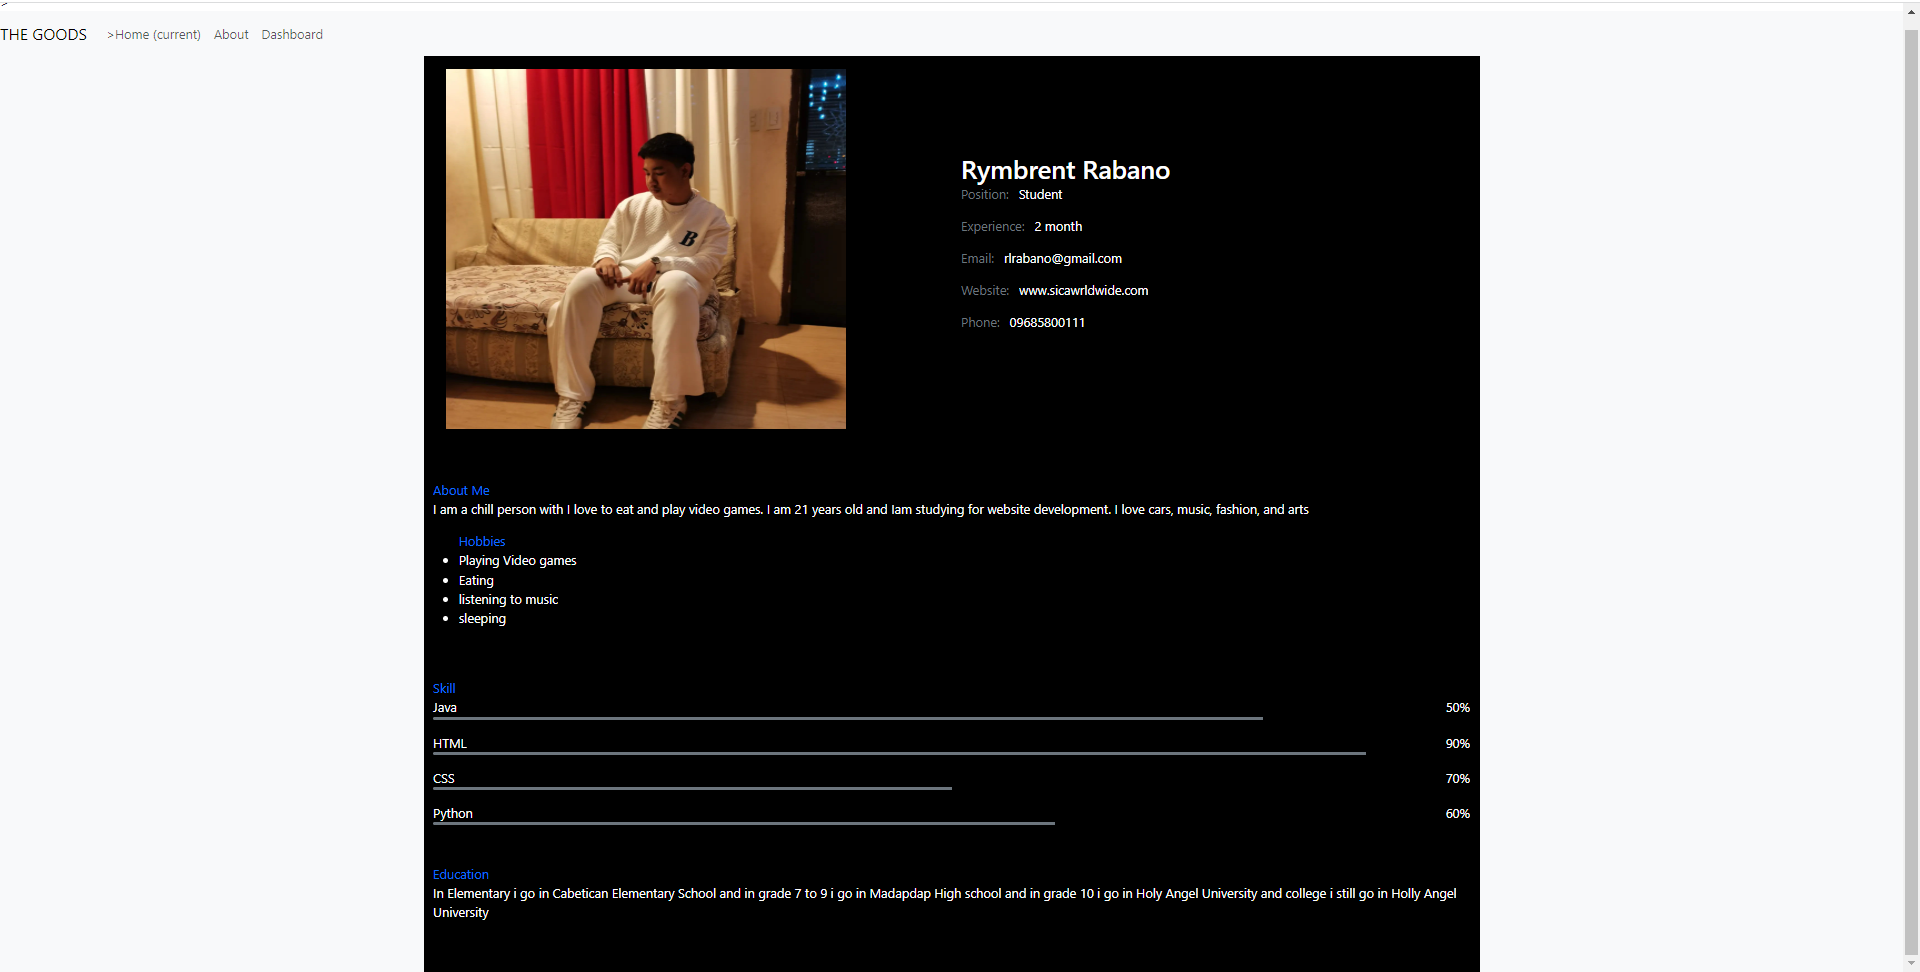 THE GOODS >Home (current) About Dashboard
B
Rymbrent Rabano
Position: Student
Experience: 2 month
Email: rlrabano@gmail.com
Website: www.sicawrldwide.com
Phone: 09685800111
About Me
I am a chill person with I love to eat and play video games. I am 21 years old and Iam studying for website development. I love cars, music, fashion, and arts
Hobbies
Playing Video games
Eating
listening to music
sleeping
Skill
Java 50%
HTML 90%
CSS 70%
Python 60%
Education
In Elementary i go in Cabetican Elementary School and in grade 7 to 9 i go in Madapdap High school and in grade 10 i go in Holy Angel University and college i still go in Holly Angel
University